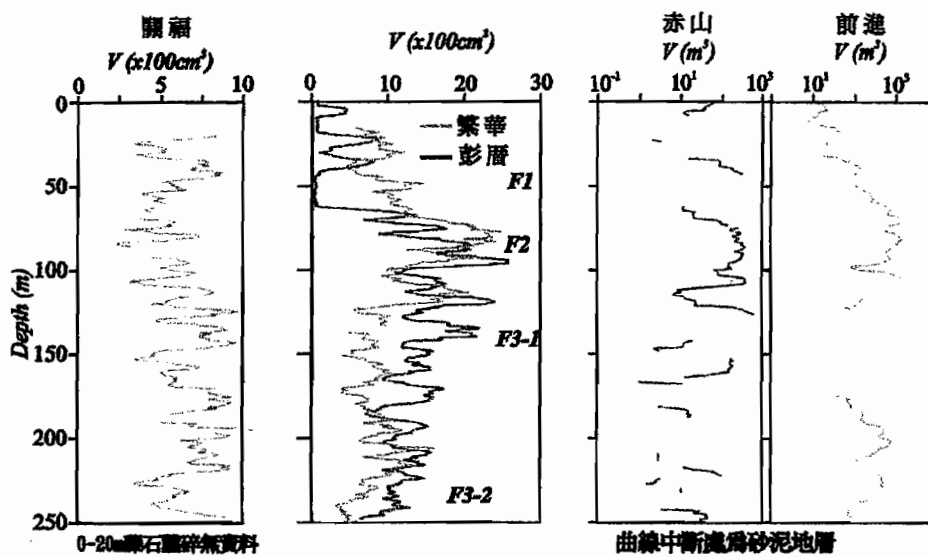 關福
V (x100cm³)
0 5 10
V (x100cm³)
0 10 20 30
赤山
V (m³)
10⁻¹ 10¹ 10³
前進
V (m³)
10¹ 10⁵
繁華
彭厝
F1
F2
F3-1
F3-2
Depth (m)
0
50
100
150
200
250
0-20m礫石
碎無資料
曲線中斷處為砂泥地層